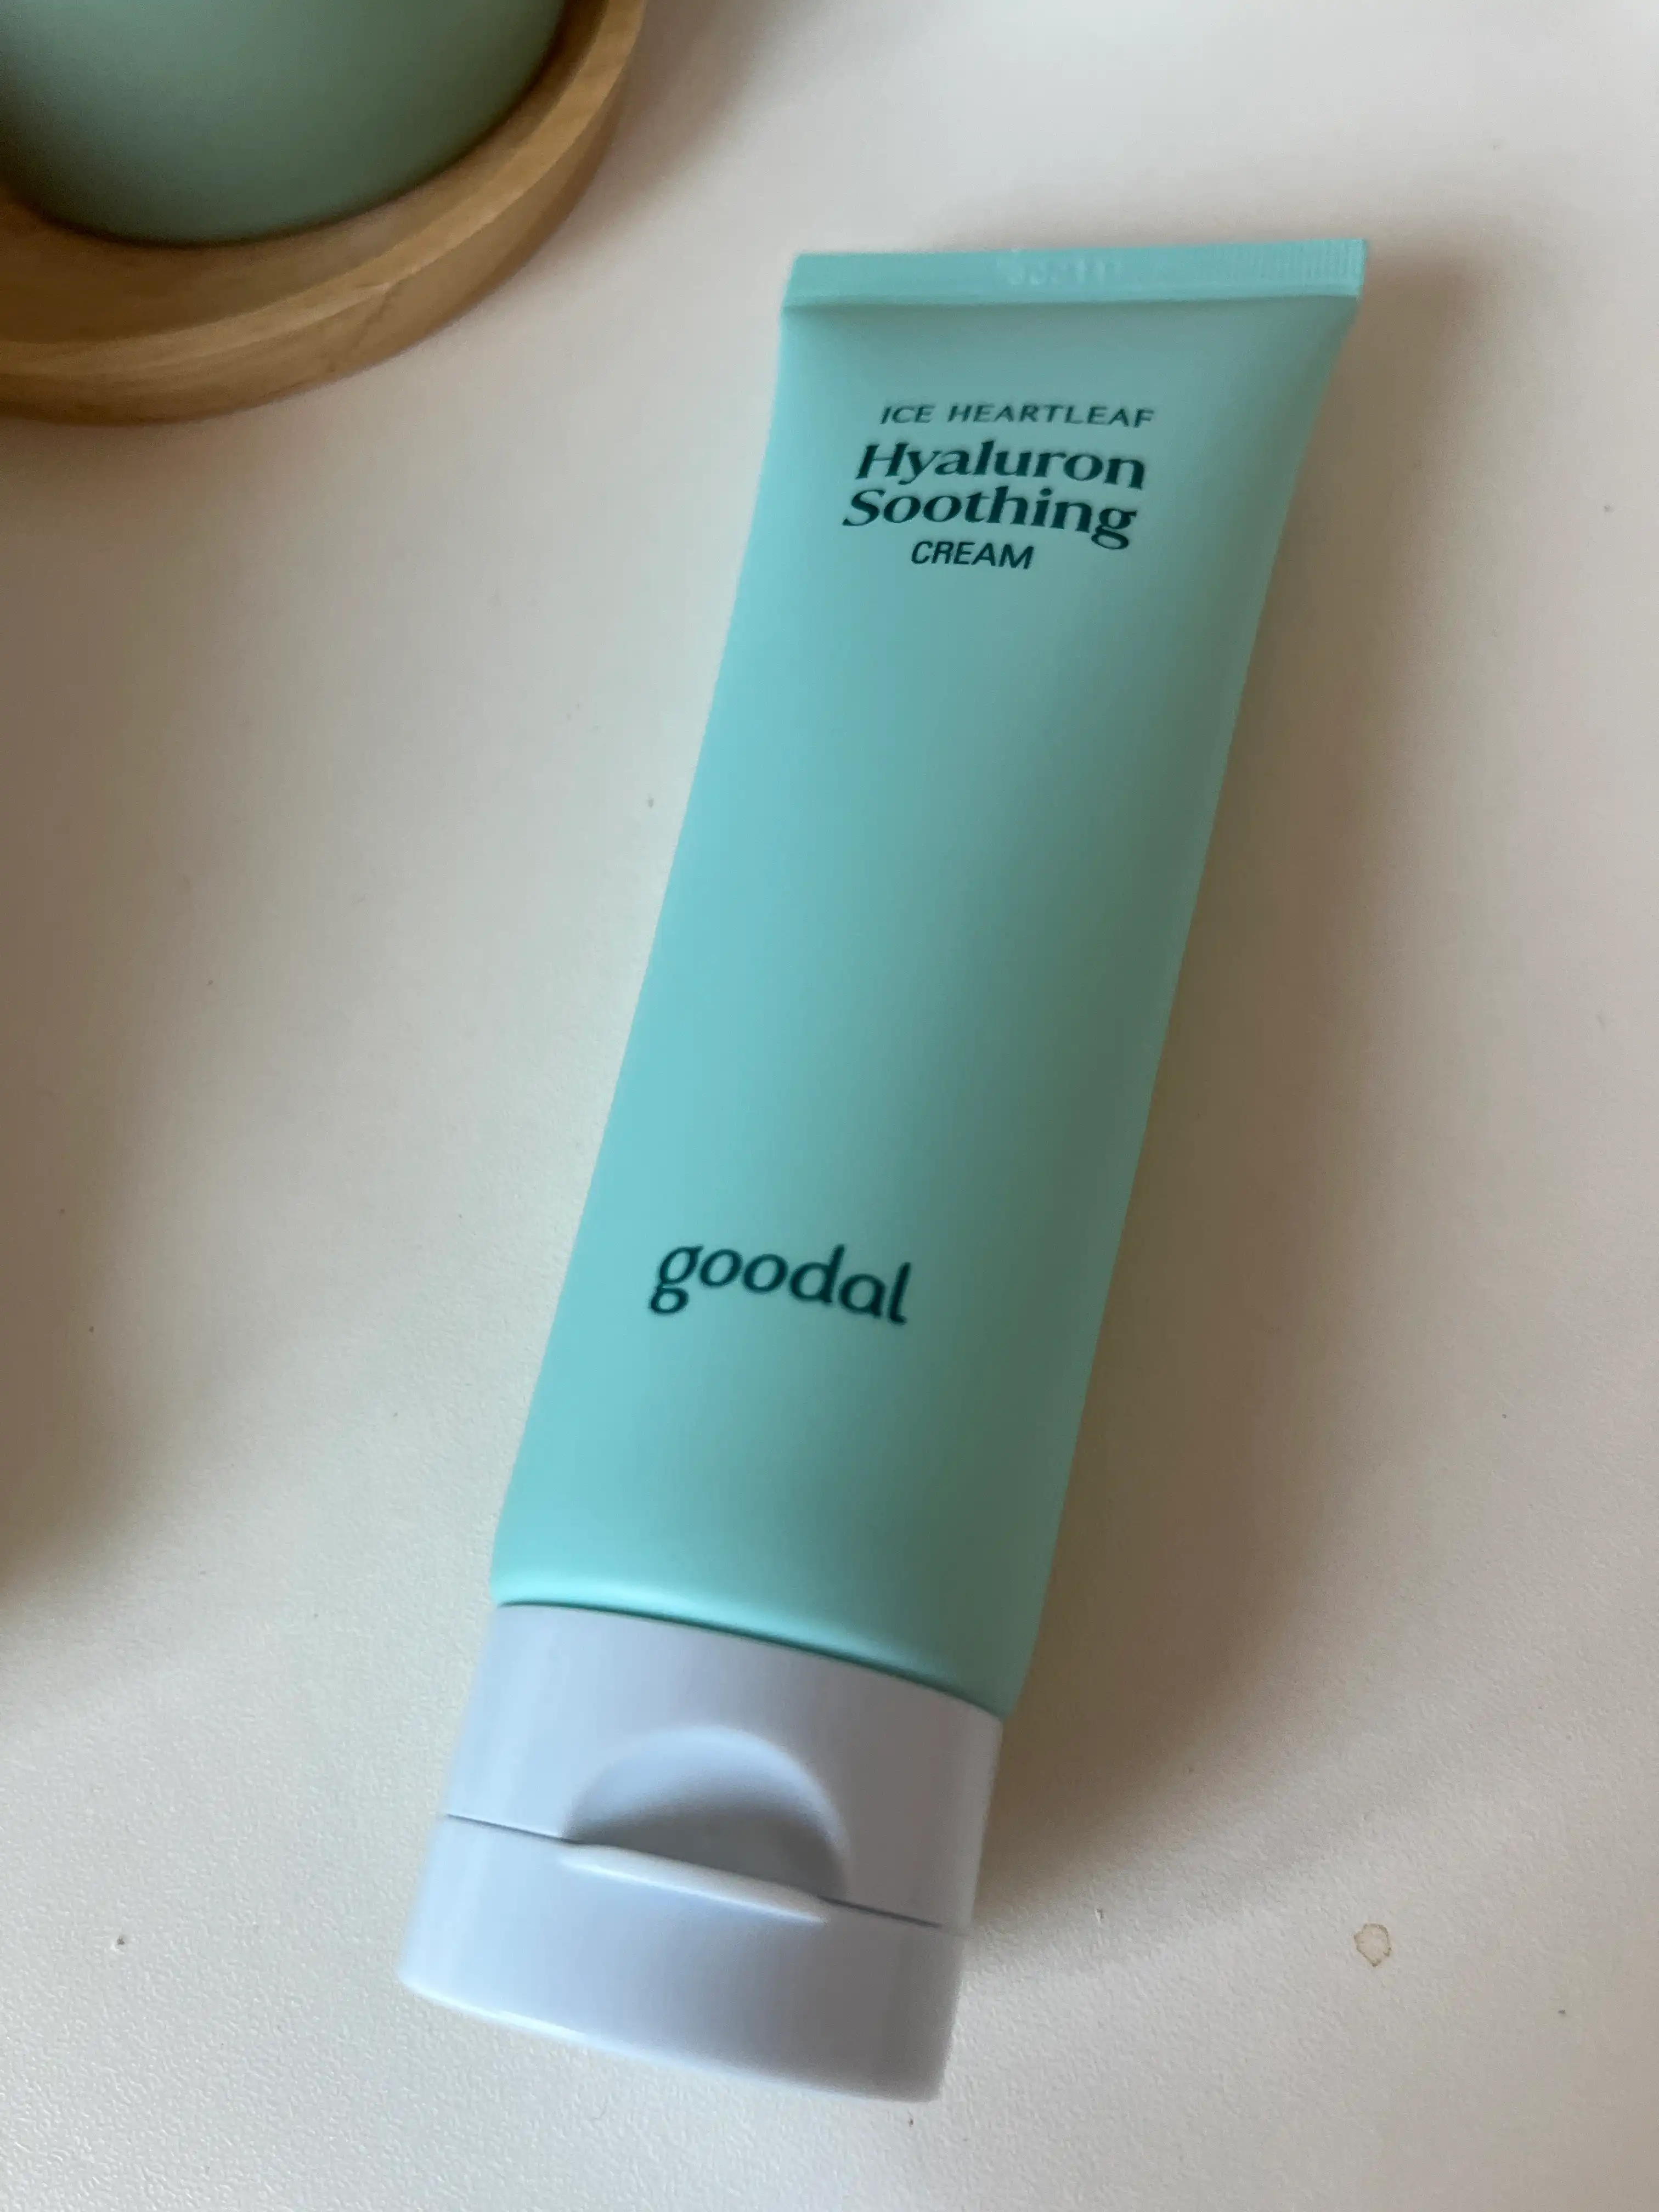 ICE HEARTLEAF
Hyaluron
Soothing
CREAM
goodal